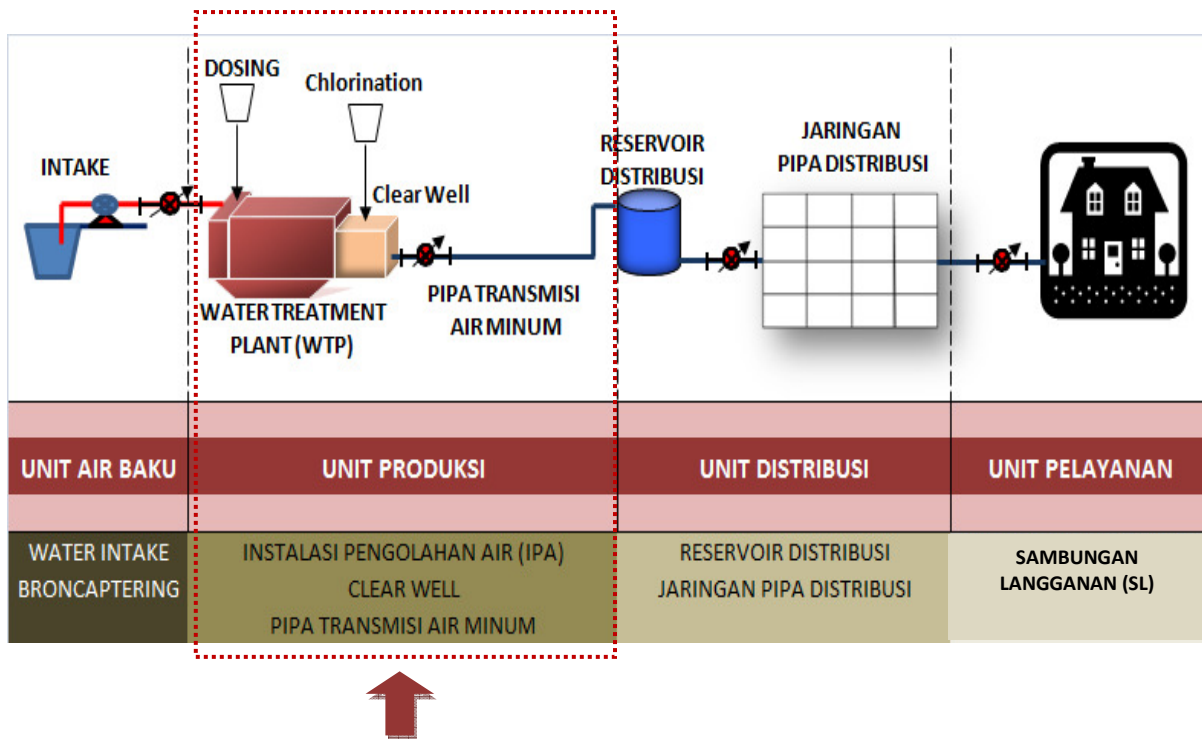 DOSING
Chlorination
INTAKE
Clear Well
WATER TREATMENT
PLANT (WTP)
PIPA TRANSMISI
AIR MINUM
RESERVOIR
DISTRIBUSI
JARINGAN
PIPA DISTRIBUSI
UNIT AIR BAKU
UNIT PRODUKSI
UNIT DISTRIBUSI
UNIT PELAYANAN
WATER INTAKE
BRONCAPTERING
INSTALASI PENGOLAHAN AIR (IPA)
CLEAR WELL
PIPA TRANSMISI AIR MINUM
RESERVOIR DISTRIBUSI
JARINGAN PIPA DISTRIBUSI
SAMBUNGAN
LANGGANAN (SL)